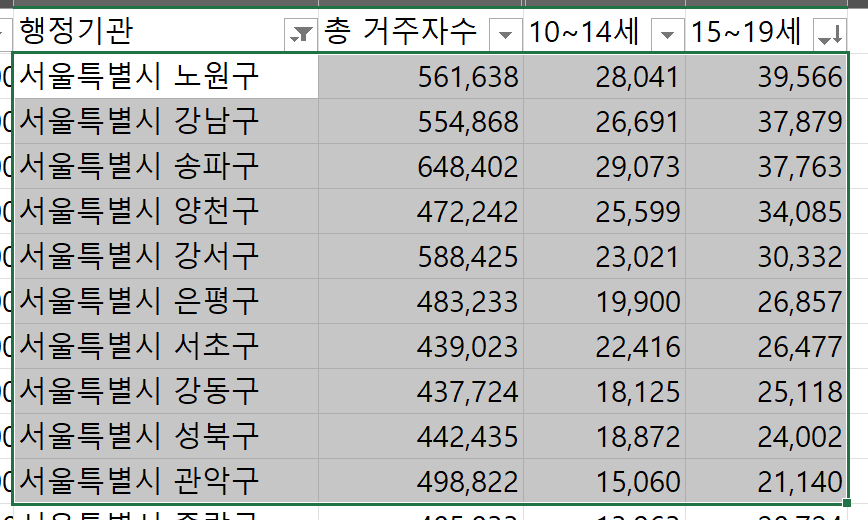 행정기관 총 거주자수 10~14세 15~19세
서울특별시 노원구 561,638 28,041 39,566
서울특별시 강남구 554,868 26,691 37,879
서울특별시 송파구 648,402 29,073 37,763
서울특별시 양천구 472,242 25,599 34,085
서울특별시 강서구 588,425 23,021 30,332
서울특별시 은평구 483,233 19,900 26,857
서울특별시 서초구 439,023 22,416 26,477
서울특별시 강동구 437,724 18,125 25,118
서울특별시 성북구 442,435 18,872 24,002
서울특별시 관악구 498,822 15,060 21,140